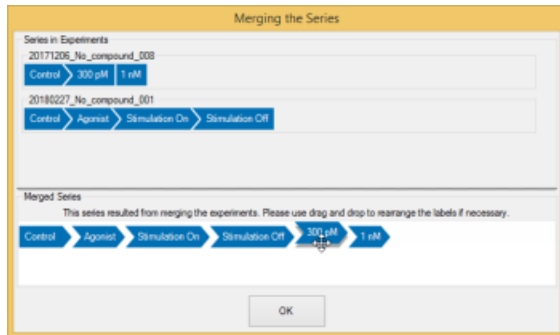 Merging the Series
Series in Experiments
20171206_No_compound_008
Control 300 pM 1 nM
20180227_No_compound_001
Control Agonist Stimulation On Stimulation Off
Merged Series
This series resulted from merging the experiments. Please use drag and drop to rearrange the labels if necessary.
Control Agonist Stimulation On Stimulation Off 300 pM 1 nM
OK